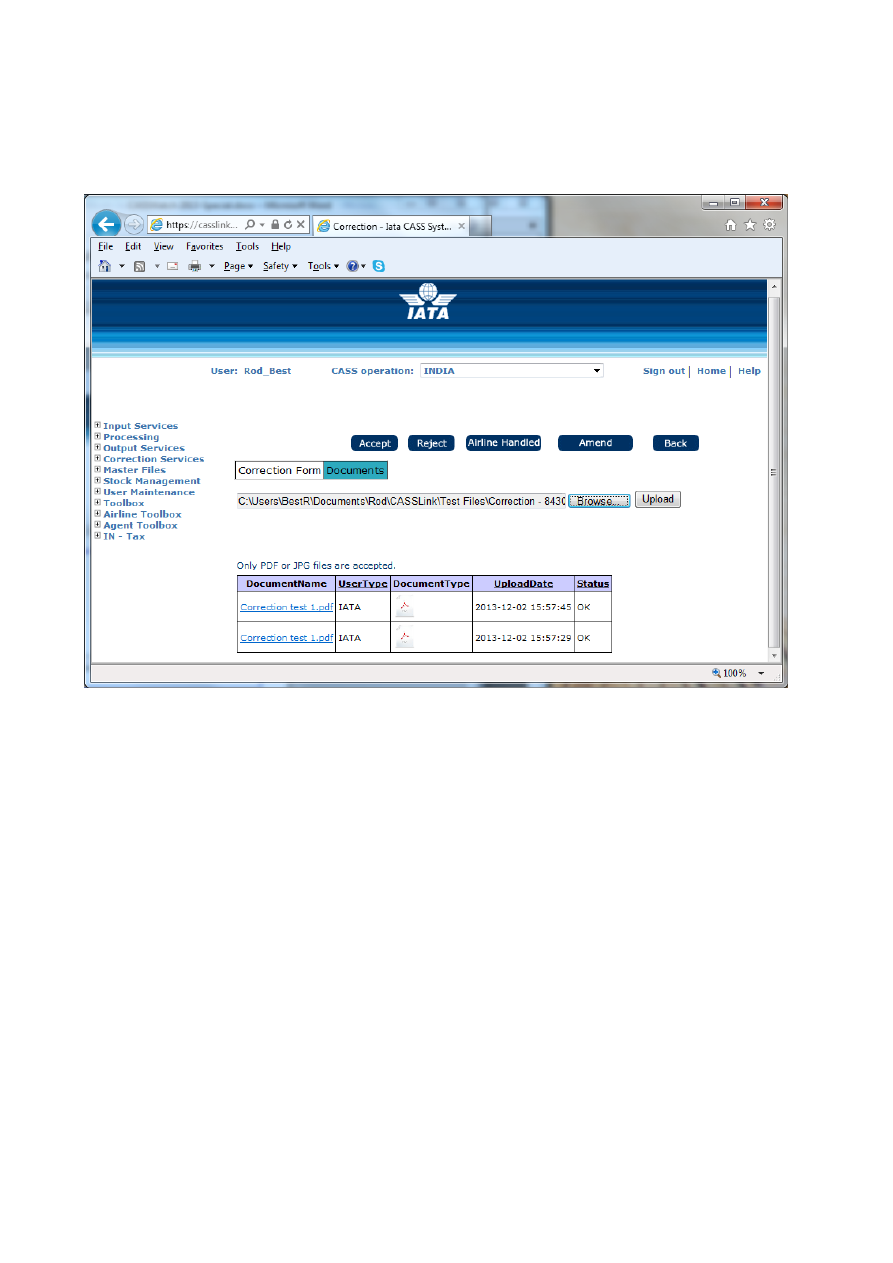 https://casslink...
Correction - Iata CASS Syst...
File Edit View Favorites Tools Help
Page Safety Tools
IATA
User: Rod_Best CASS operation: INDIA Sign out | Home | Help
Input Services
Processing
Output Services
Correction Services
Master Files
Stock Management
User Maintenance
Toolbox
Airline Toolbox
Agent Toolbox
IN - Tax
Accept Reject Airline Handled Amend Back
Correction Form Documents
C:\Users\BestR\Documents\Rod\CASSLink\Test Files\Correction - 8430 Browse... Upload
Only PDF or JPG files are accepted.
DocumentName UserType DocumentType UploadDate Status
Correction test 1.pdf IATA 2013-12-02 15:57:45 OK
Correction test 1.pdf IATA 2013-12-02 15:57:29 OK
100%